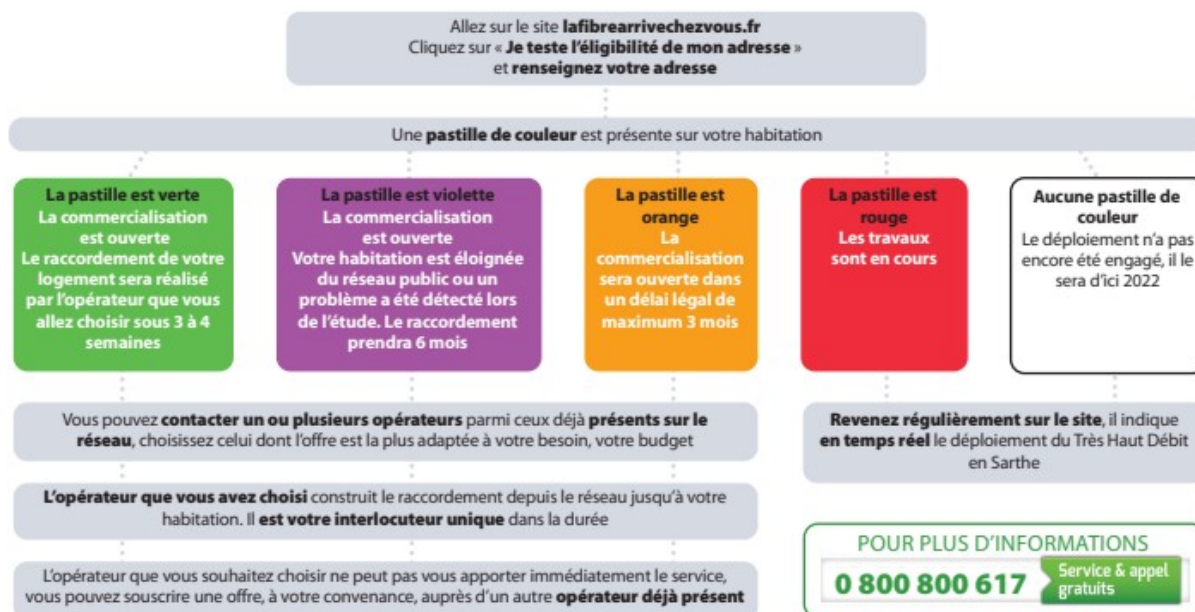 Allez sur le site lafibrearrivechezvous.fr
Cliquez sur « Je teste l'éligibilité de mon adresse »
et renseignez votre adresse
Une pastille de couleur est présente sur votre habitation
La pastille est verte
La commercialisation
est ouverte
Le raccordement de votre
logement sera réalisé
par l'opérateur que vous
allez choisir sous 3 à 4
semaines
La pastille est violette
La commercialisation
est ouverte
Votre habitation est éloignée
du réseau public ou un
problème a été détecté lors
de l'étude. Le raccordement
prendra 6 mois
La pastille est
orange
La
commercialisation
sera ouverte dans
un délai légal de
maximum 3 mois
La pastille est
rouge
Les travaux
sont en cours
Aucune pastille de
couleur
Le déploiement n'a pas
encore été engagé, il le
sera d'ici 2022
Vous pouvez contacter un ou plusieurs opérateurs parmi ceux déjà présents sur le
réseau, choisissez celui dont l'offre est la plus adaptée à votre besoin, votre budget
L'opérateur que vous avez choisi construit le raccordement depuis le réseau jusqu'à votre
habitation. Il est votre interlocuteur unique dans la durée
L'opérateur que vous souhaitez choisir ne peut pas vous apporter immédiatement le service,
vous pouvez souscrire une offre, à votre convenance, auprès d'un autre opérateur déjà présent
Revenez régulièrement sur le site, il indique
en temps réel le déploiement du Très Haut Débit
en Sarthe
POUR PLUS D'INFORMATIONS
0 800 800 617
Service & appel
gratuits